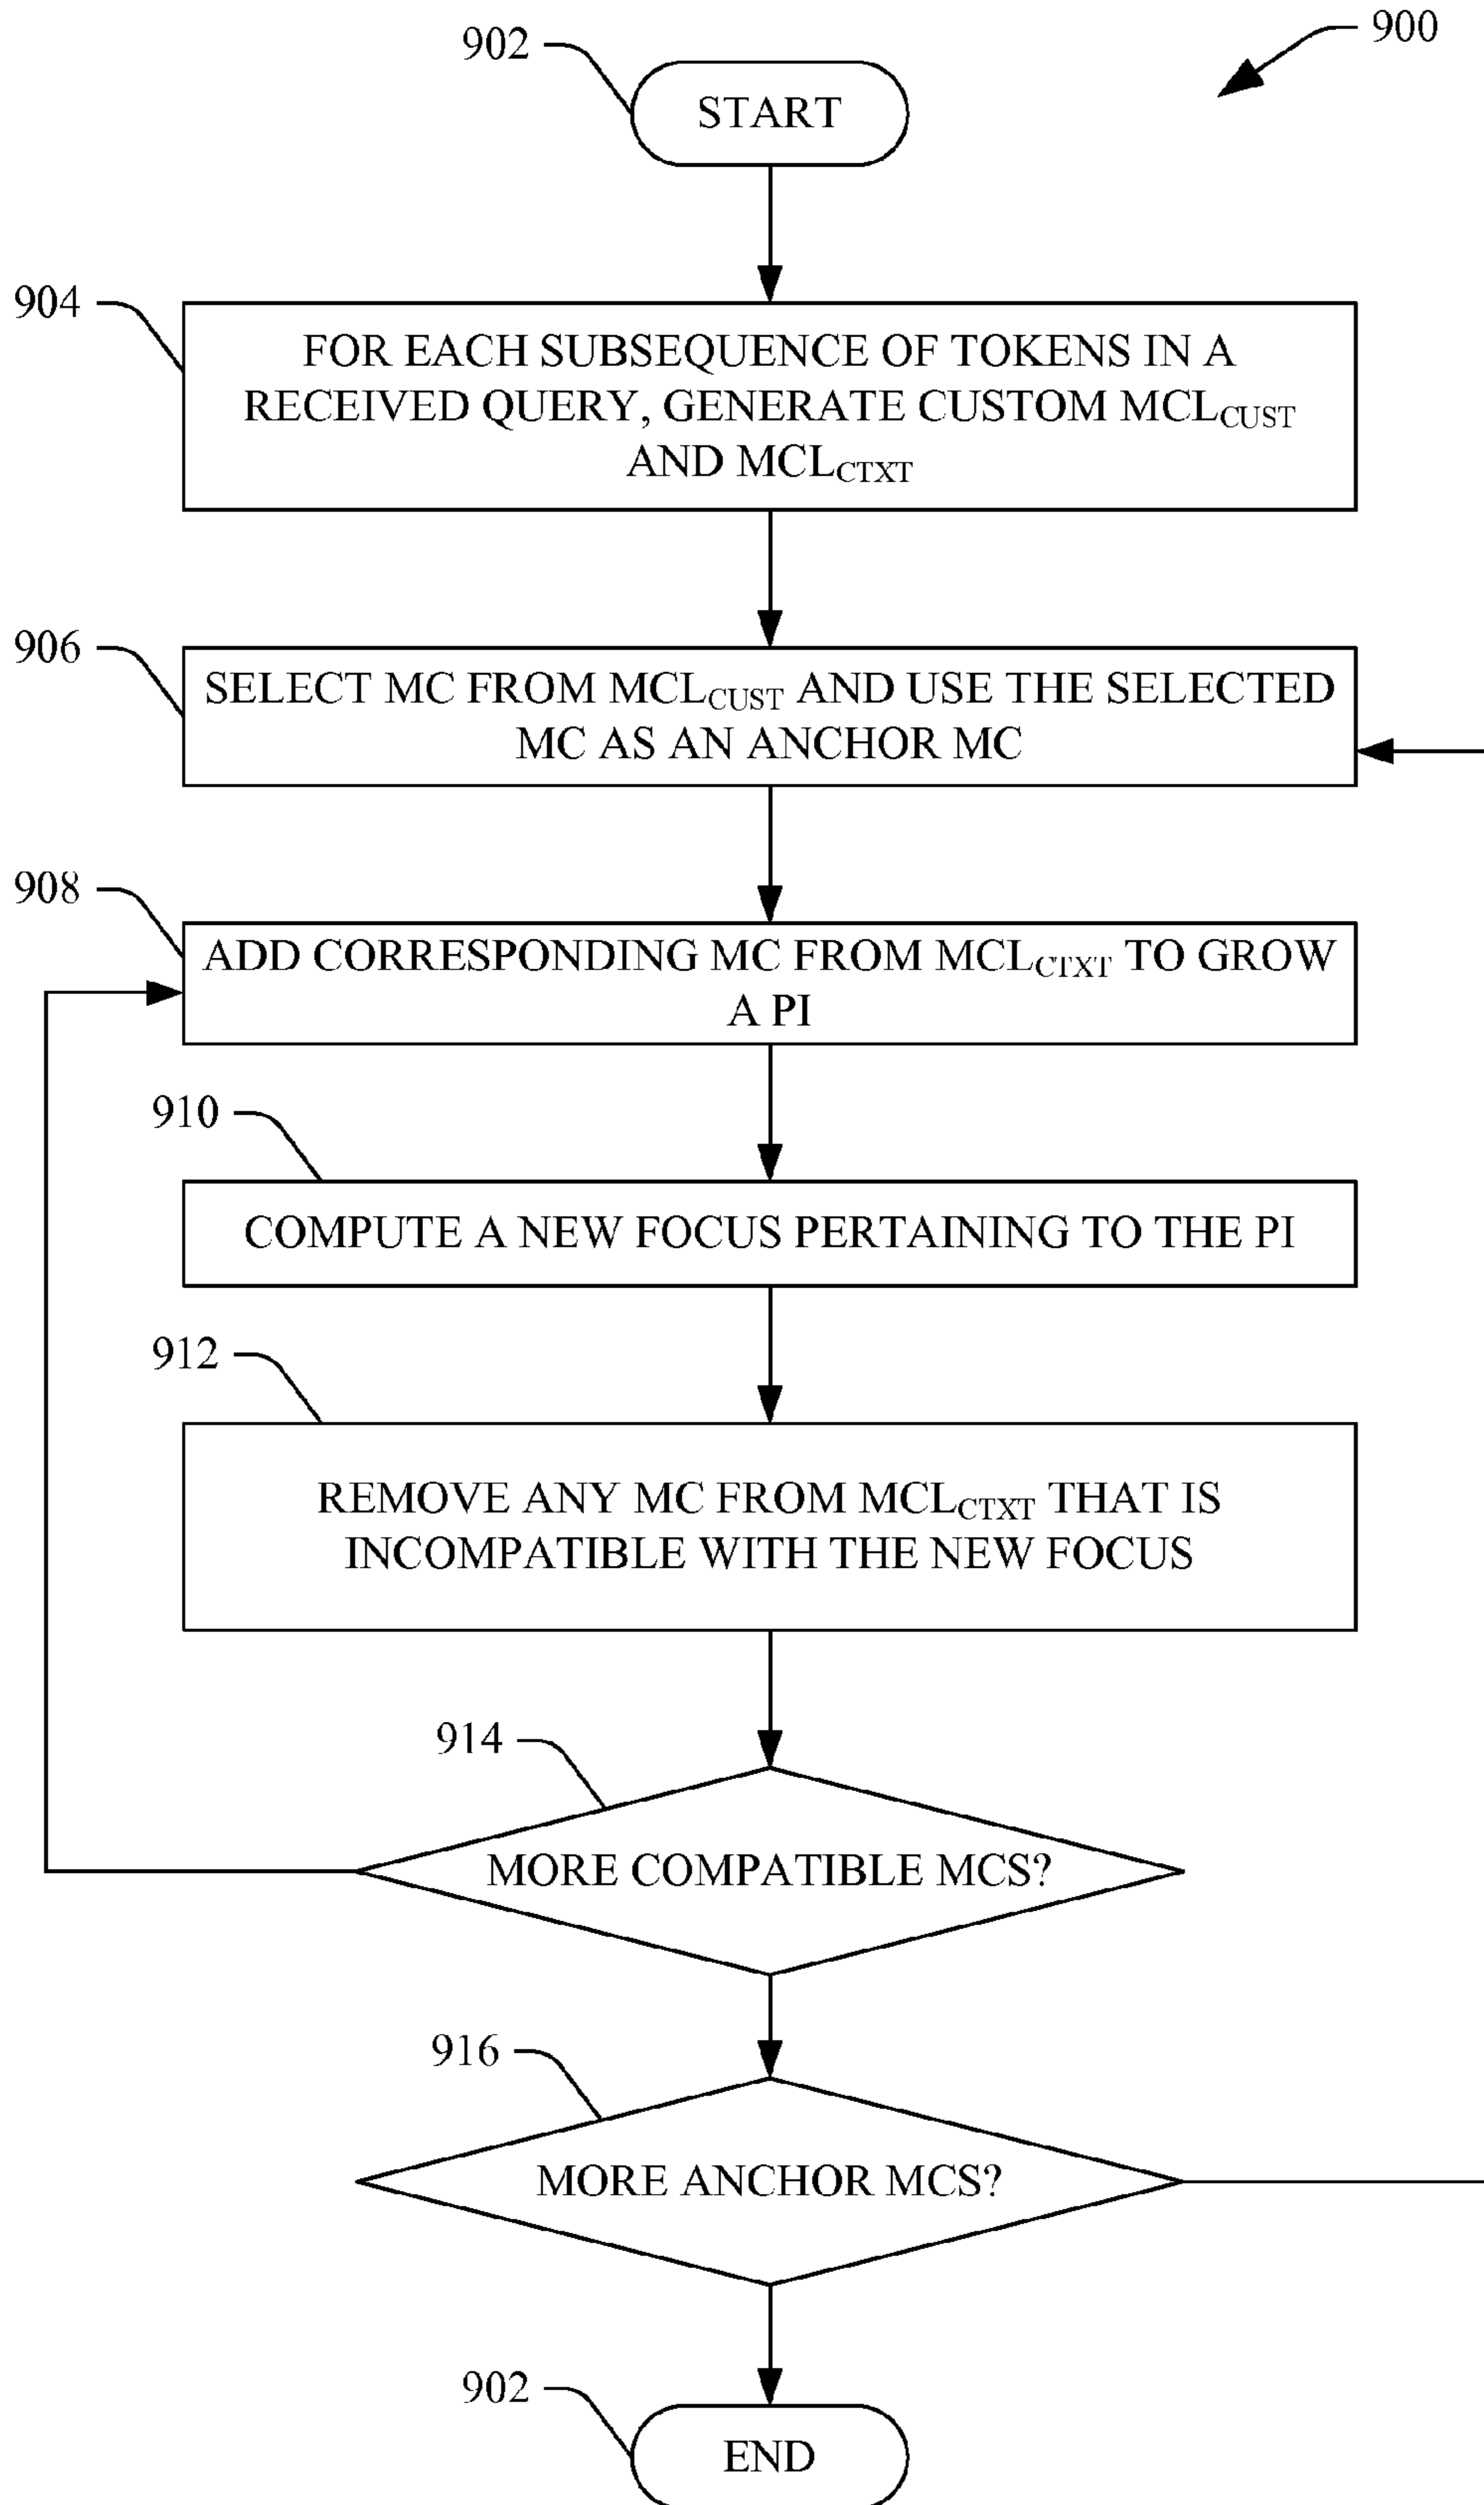 902
900
START
904
FOR EACH SUBSEQUENCE OF TOKENS IN A
RECEIVED QUERY, GENERATE CUSTOM MCLCUST
AND MCLCTXT
906
SELECT MC FROM MCLCUST AND USE THE SELECTED
MC AS AN ANCHOR MC
908
ADD CORRESPONDING MC FROM MCLCTXT TO GROW
A PI
910
COMPUTE A NEW FOCUS PERTAINING TO THE PI
912
REMOVE ANY MC FROM MCLCTXT THAT IS
INCOMPATIBLE WITH THE NEW FOCUS
914
MORE COMPATIBLE MCS?
916
MORE ANCHOR MCS?
902
END